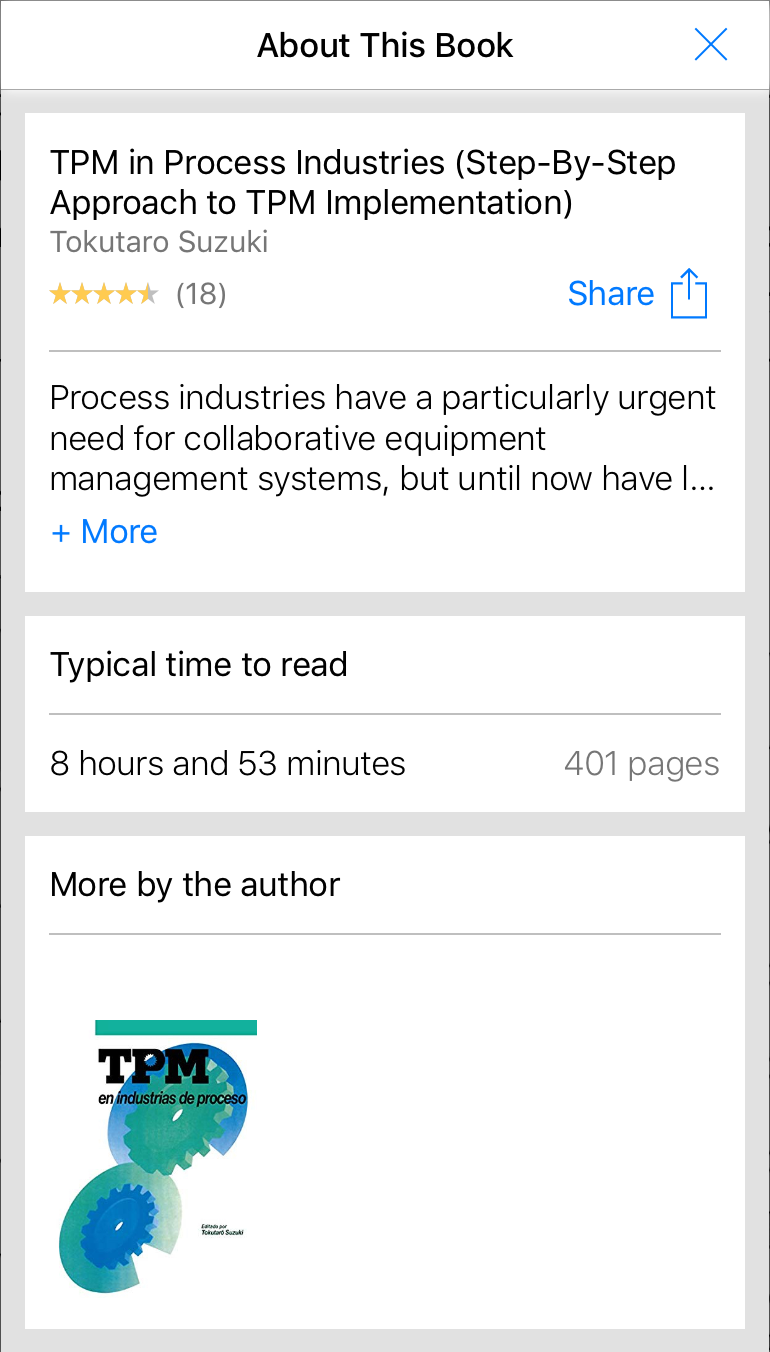 About This Book
TPM in Process Industries (Step-By-Step
Approach to TPM Implementation)
Tokutaro Suzuki
(18)
Share
Process industries have a particularly urgent
need for collaborative equipment
management systems, but until now have l...
+ More
Typical time to read
8 hours and 53 minutes
401 pages
More by the author
TPM
en industrias de proceso
Editado por
Tokutaró Suzuki